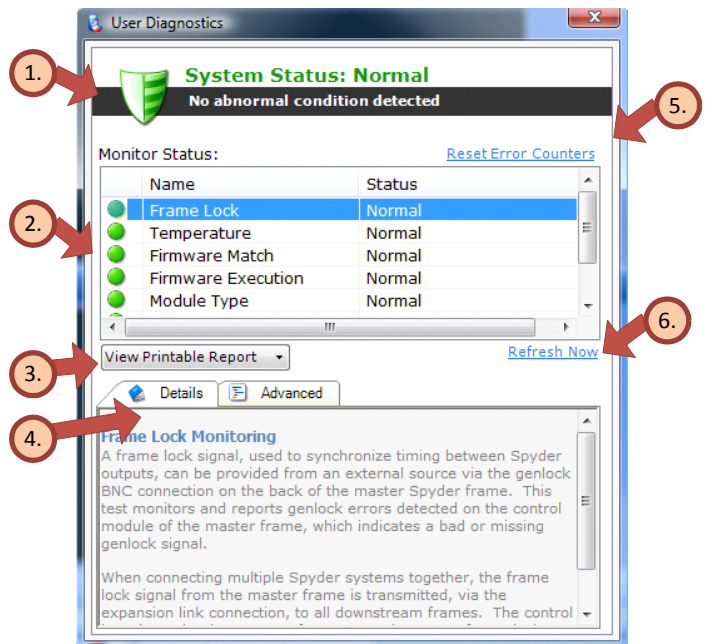 User Diagnostics
x
1.
System Status: Normal
No abnormal condition detected
5.
Monitor Status:
Reset Error Counters
Name Status
2.
Frame Lock Normal
Temperature Normal
Firmware Match Normal
Firmware Execution Normal
Module Type Normal
6.
View Printable Report
Refresh Now
3.
Details Advanced
4.
Frame Lock Monitoring
A frame lock signal, used to synchronize timing between Spyder
outputs, can be provided from an external source via the genlock
BNC connection on the back of the master Spyder frame. This
test monitors and reports genlock errors detected on the control
module of the master frame, which indicates a bad or missing
genlock signal.
When connecting multiple Spyder systems together, the frame
lock signal from the master frame is transmitted, via the
expansion link connection, to all downstream frames. The control